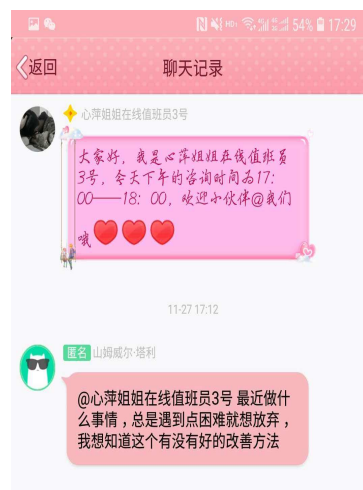 54% 17:29
返回
聊天记录
心萍姐姐在线值班员3号
大家好，我是心萍姐姐在线值班员
3号，今天下午的咨询时间为17：
00——18：00，欢迎小伙伴@我们
哦❤❤❤
11-27 17:12
匿名 山姆威尔·塔利
@心萍姐姐在线值班员3号 最近做什
么事情，总是遇到点困难就想放弃，
我想知道这个有没有好的改善方法